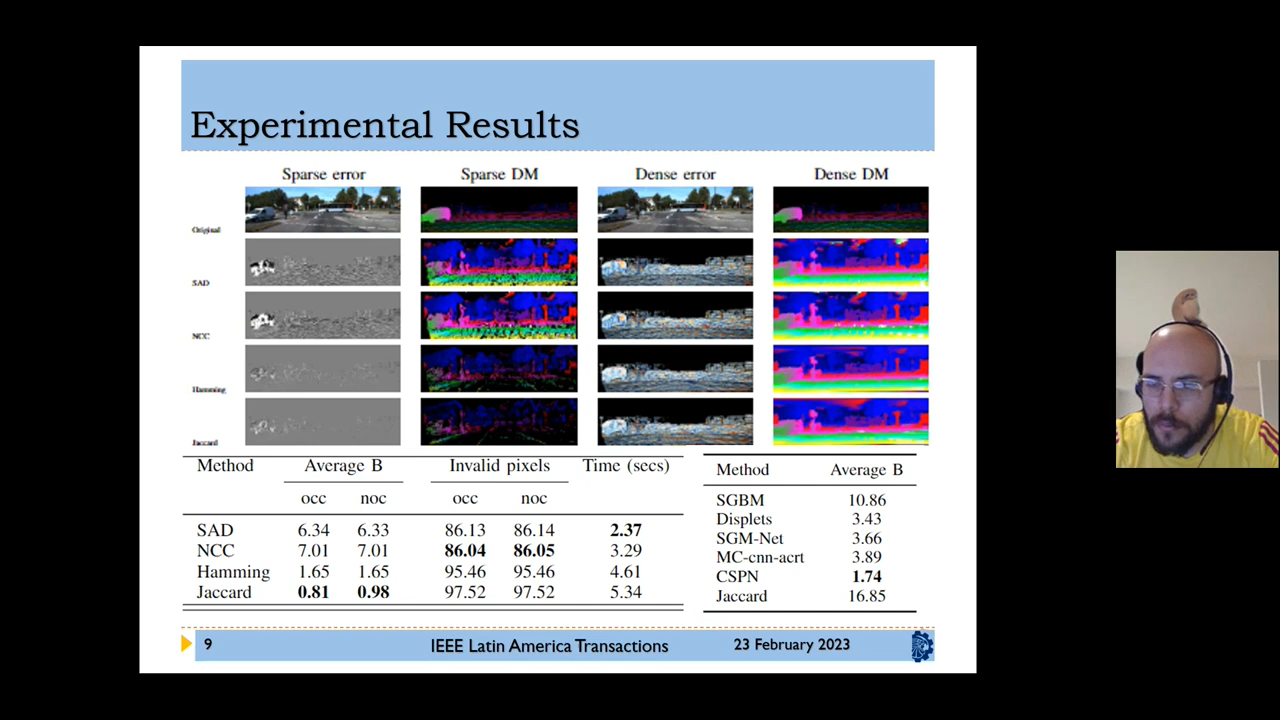 Experimental Results
Sparse error Sparse DM Dense error Dense DM
Original
SAD
NCC
Hamming
Jaccard
Method Average B Invalid pixels Time (secs)
occ noc occ noc
SAD 6.34 6.33 86.13 86.14 2.37
NCC 7.01 7.01 86.04 86.05 3.29
Hamming 1.65 1.65 95.46 95.46 4.61
Jaccard 0.81 0.98 97.52 97.52 5.34
Method Average B
SGBM 10.86
Displets 3.43
SGM-Net 3.66
MC-cnn-acrt 3.89
CSPN 1.74
Jaccard 16.85
9 IEEE Latin America Transactions 23 February 2023